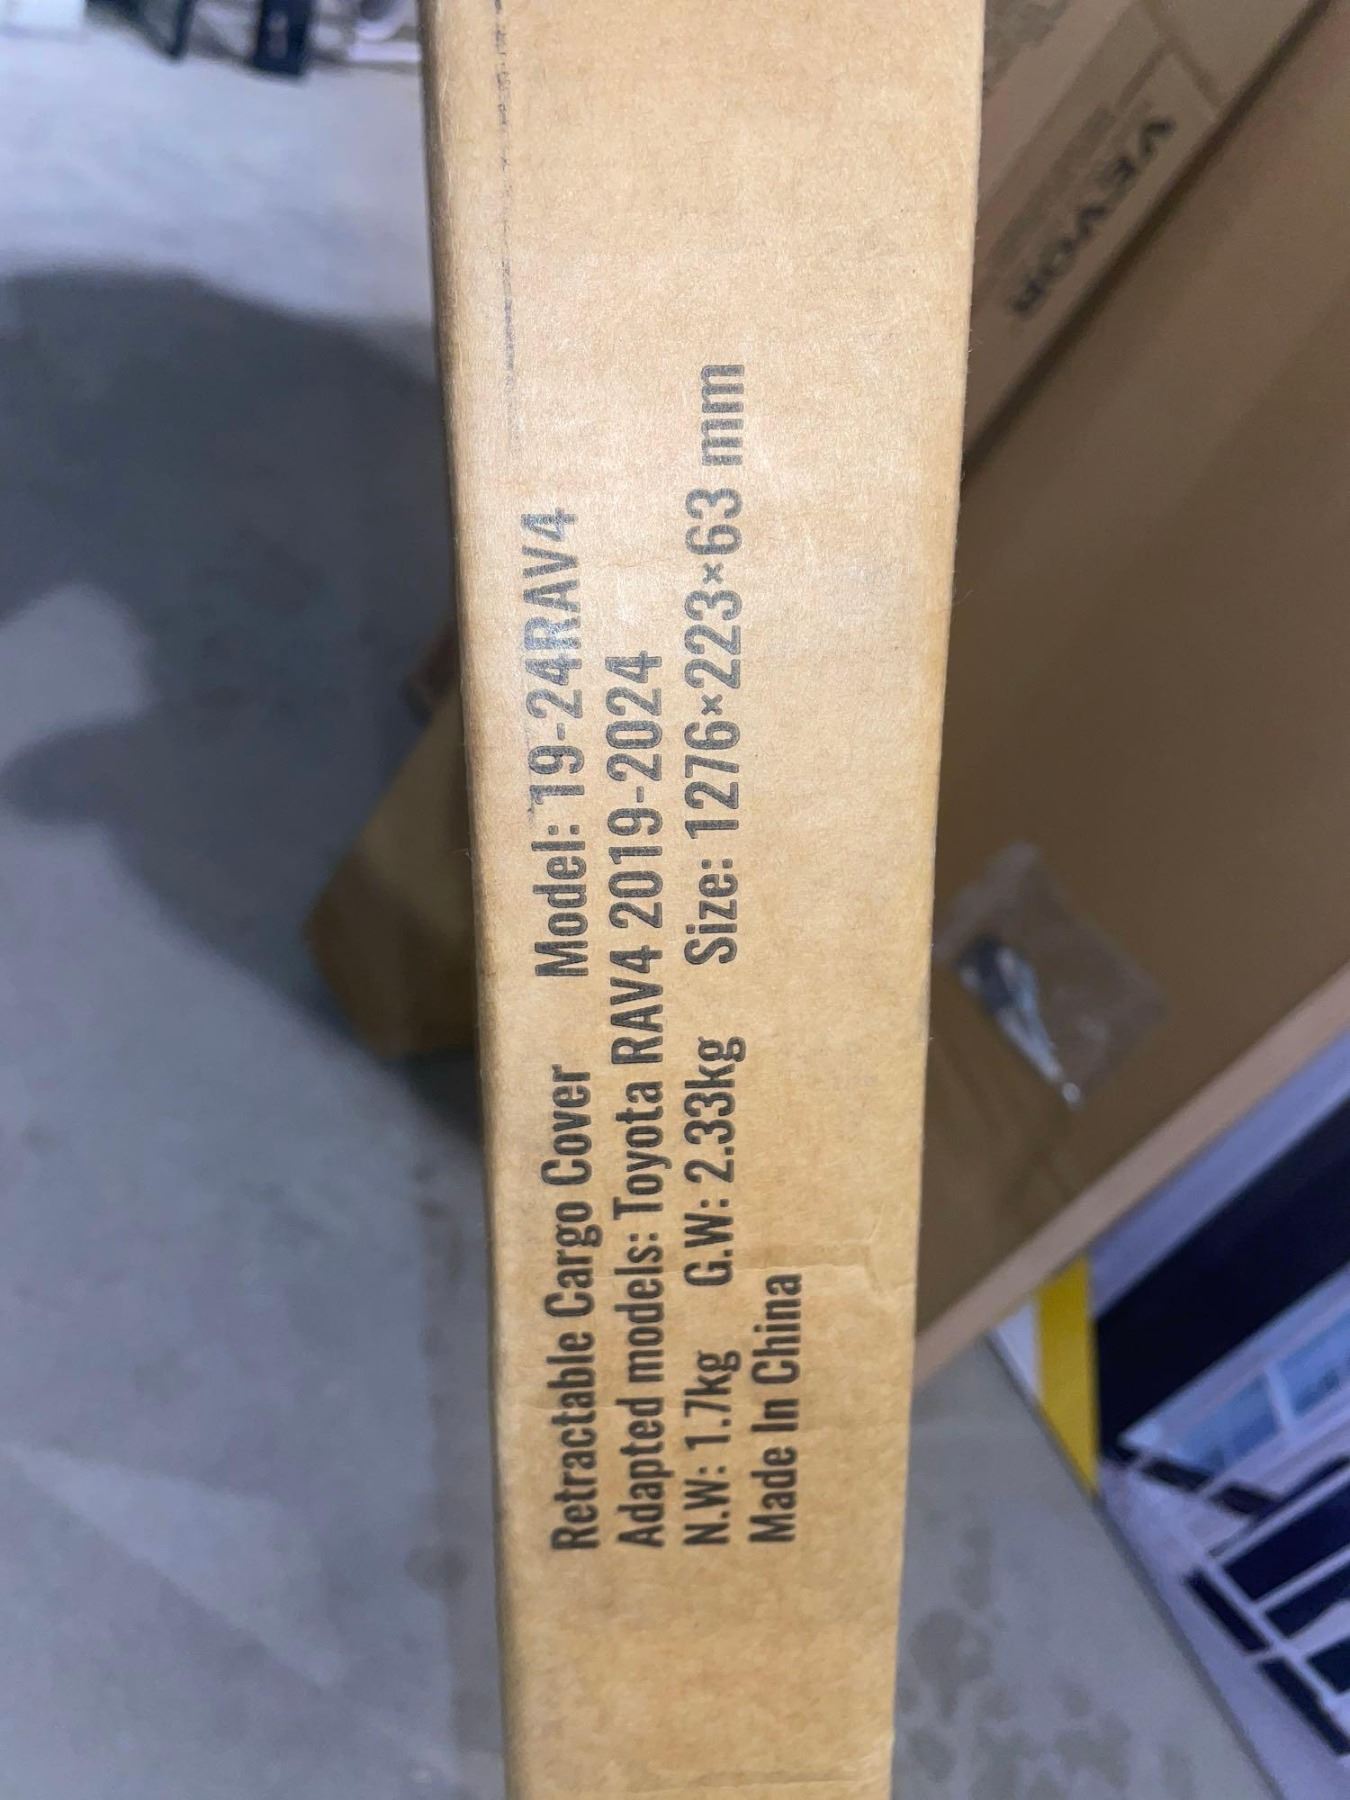 Retractable Cargo Cover Model: 19-24RAV4
Adapted models: Toyota RAV4 2019-2024
N.W: 1.7kg G.W: 2.33kg Size: 1276×223×63 mm
Made In China
VEVOR